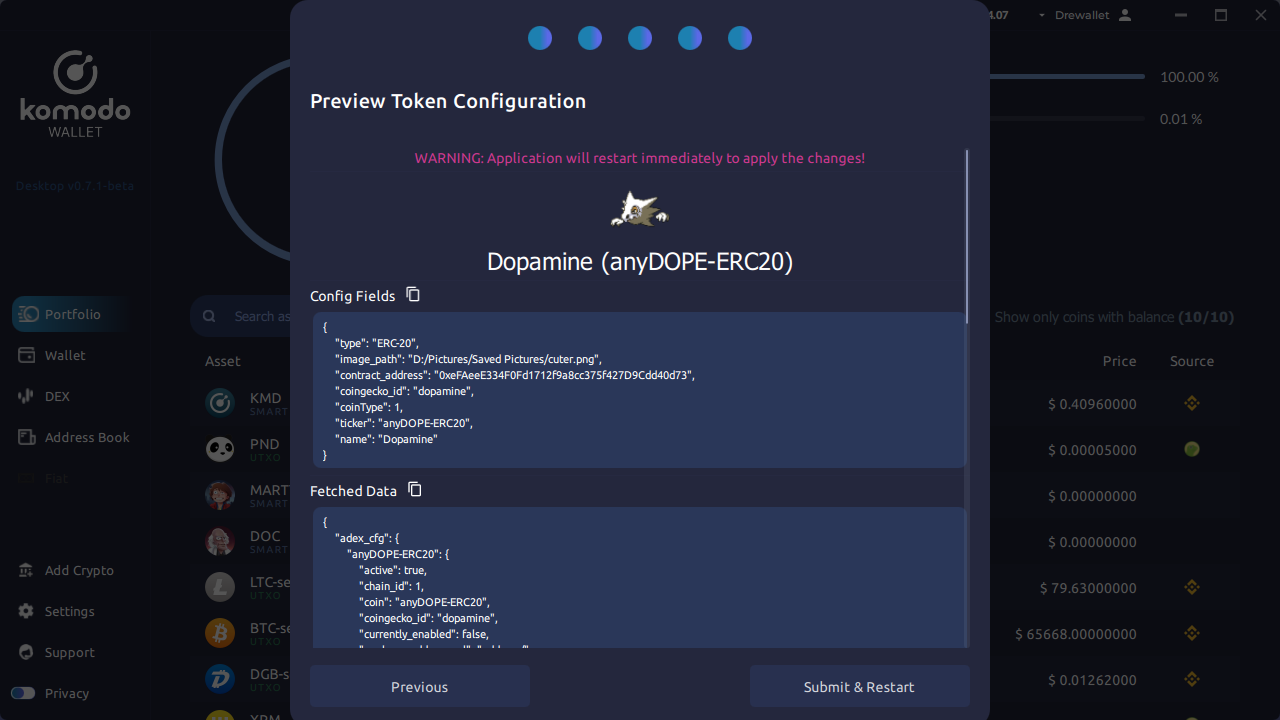 4.07
Drewallet
komodo
WALLET
Desktop v0.7.1-beta
100.00 %
0.01 %
Preview Token Configuration
WARNING: Application will restart immediately to apply the changes!
Dopamine (anyDOPE-ERC20)
Config Fields
{
"type": "ERC-20",
"image_path": "D:/Pictures/Saved Pictures/cuter.png",
"contract_address": "0xeFAeeE334F0Fd1712f9a8cc375f427D9Cdd40d73",
"coingecko_id": "dopamine",
"coinType": 1,
"ticker": "anyDOPE-ERC20",
"name": "Dopamine"
}
Fetched Data
{
"adex_cfg": {
"anyDOPE-ERC20": {
"active": true,
"chain_id": 1,
"coin": "anyDOPE-ERC20",
"coingecko_id": "dopamine",
"currently_enabled": false,
Previous
Submit & Restart
Portfolio
Wallet
DEX
Address Book
Fiat
Add Crypto
Settings
Support
Privacy
Search as
Show only coins with balance (10/10)
Asset
Price
Source
KMD
SMART
$ 0.40960000
PND
UTXO
$ 0.00005000
MART
SMART
$ 0.00000000
DOC
SMART
$ 0.00000000
LTC-se
UTXO
$ 79.63000000
BTC-se
UTXO
$ 65668.00000000
DGB-s
UTXO
$ 0.01262000